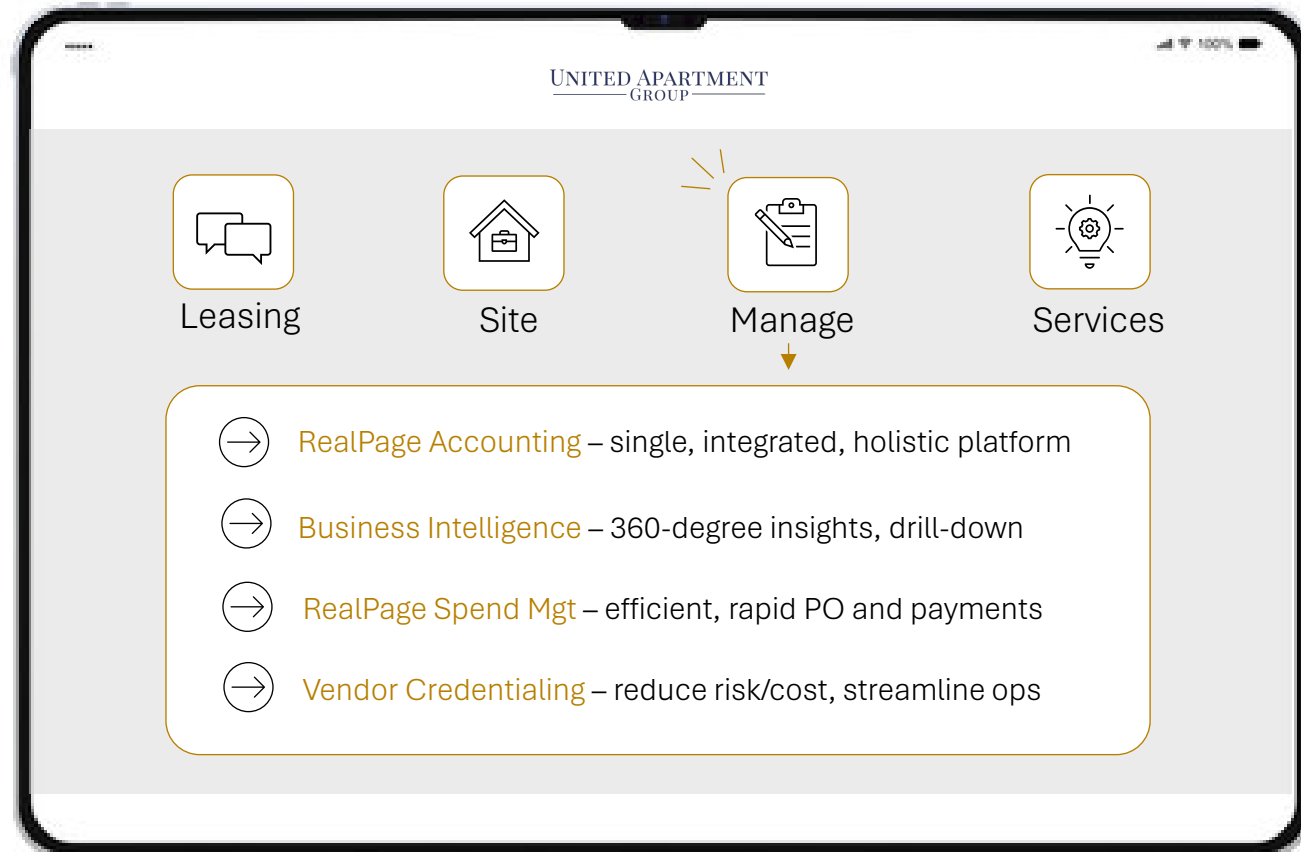 100%
UNITED APARTMENT
GROUP
Leasing
Site
Manage
Services
RealPage Accounting – single, integrated, holistic platform
Business Intelligence – 360-degree insights, drill-down
RealPage Spend Mgt – efficient, rapid PO and payments
Vendor Credentialing – reduce risk/cost, streamline ops